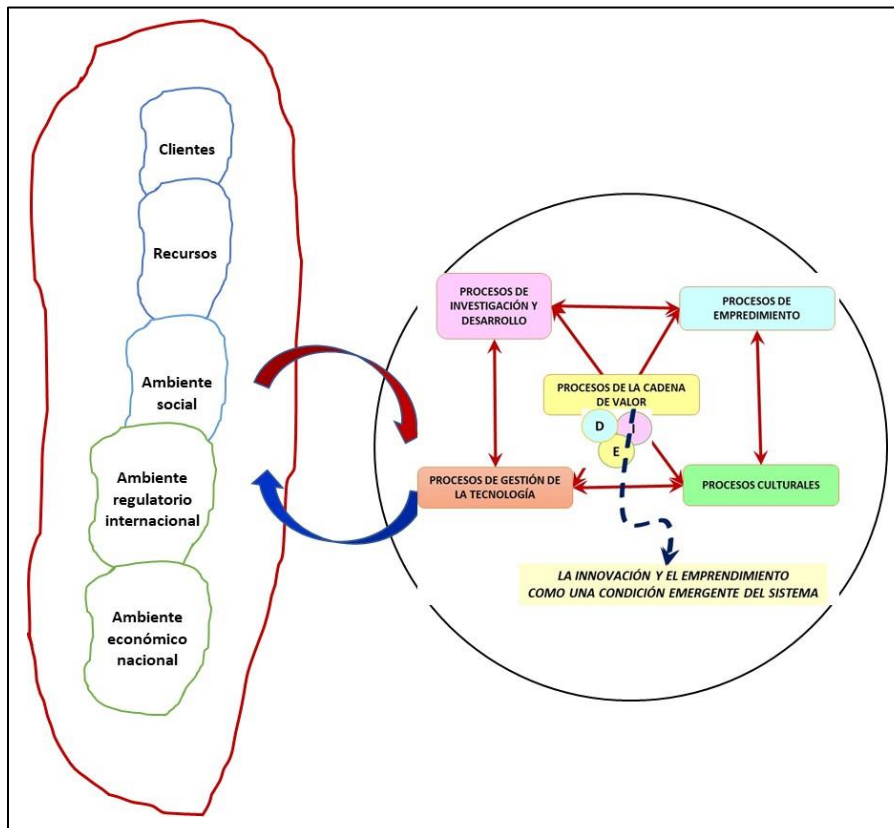 Clientes
Recursos
Ambiente
social
Ambiente
regulatorio
internacional
Ambiente
económico
nacional
PROCESOS DE
INVESTIGACIÓN Y
DESARROLLO
PROCESOS DE
EMPREDIMIENTO
PROCESOS DE LA CADENA
DE VALOR
D
I
E
PROCESOS DE GESTIÓN DE
LA TECNOLOGÍA
PROCESOS CULTURALES
LA INNOVACIÓN Y EL EMPRENDIMIENTO
COMO UNA CONDICIÓN EMERGENTE DEL SISTEMA